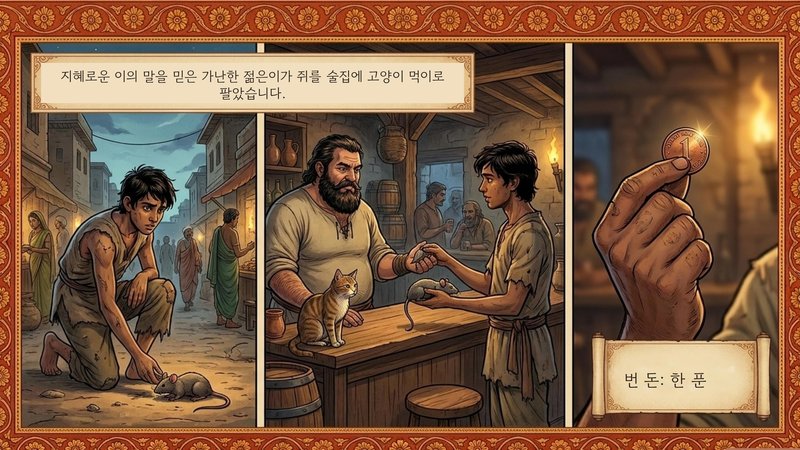 지혜로운 이의 말을 믿은 가난한 젊은이가 쥐를 술집에 고양이 먹이로
팔았습니다.
1
번 돈: 한 푼